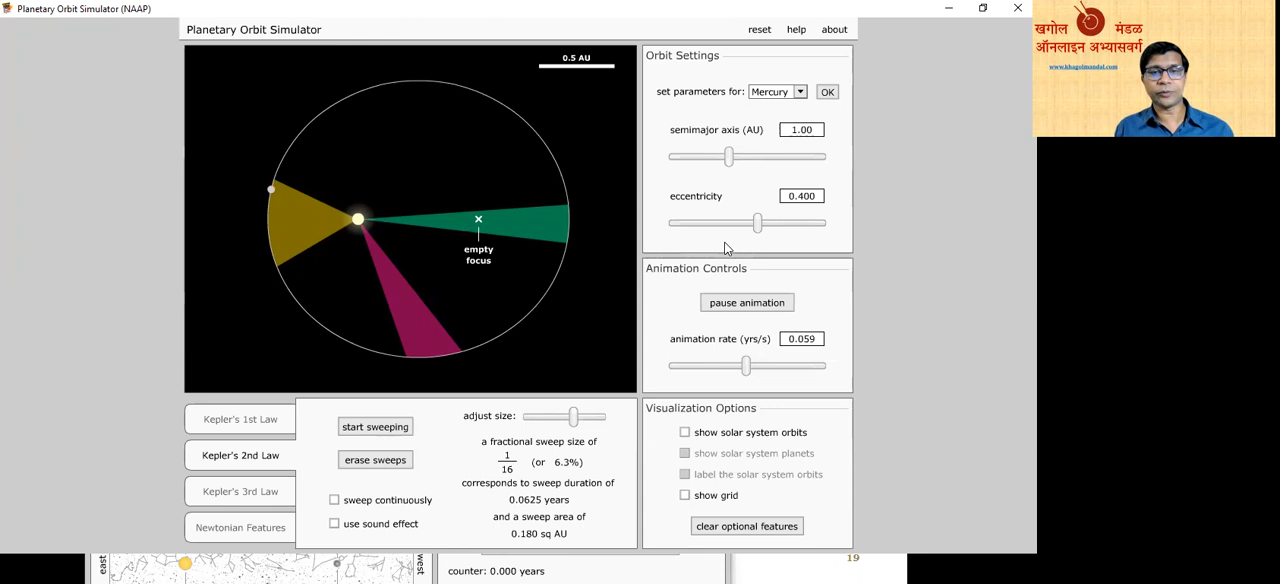 Planetary Orbit Simulator (NAAP)
Planetary Orbit Simulator
reset help about
0.5 AU
empty
focus
Orbit Settings
set parameters for: Mercury OK
semimajor axis (AU) 1.00
eccentricity 0.400
Animation Controls
pause animation
animation rate (yrs/s) 0.059
Kepler's 1st Law
Kepler's 2nd Law
Kepler's 3rd Law
Newtonian Features
start sweeping
erase sweeps
sweep continuously
use sound effect
adjust size:
a fractional sweep size of
1
16 (or 6.3%)
corresponds to sweep duration of
0.0625 years
and a sweep area of
0.180 sq AU
Visualization Options
show solar system orbits
show solar system planets
label the solar system orbits
show grid
clear optional features
खगोल मंडळ
ऑनलाइन अभ्यासवर्ग
www.khagolmandal.com
east
west
counter: 0.000 years
19